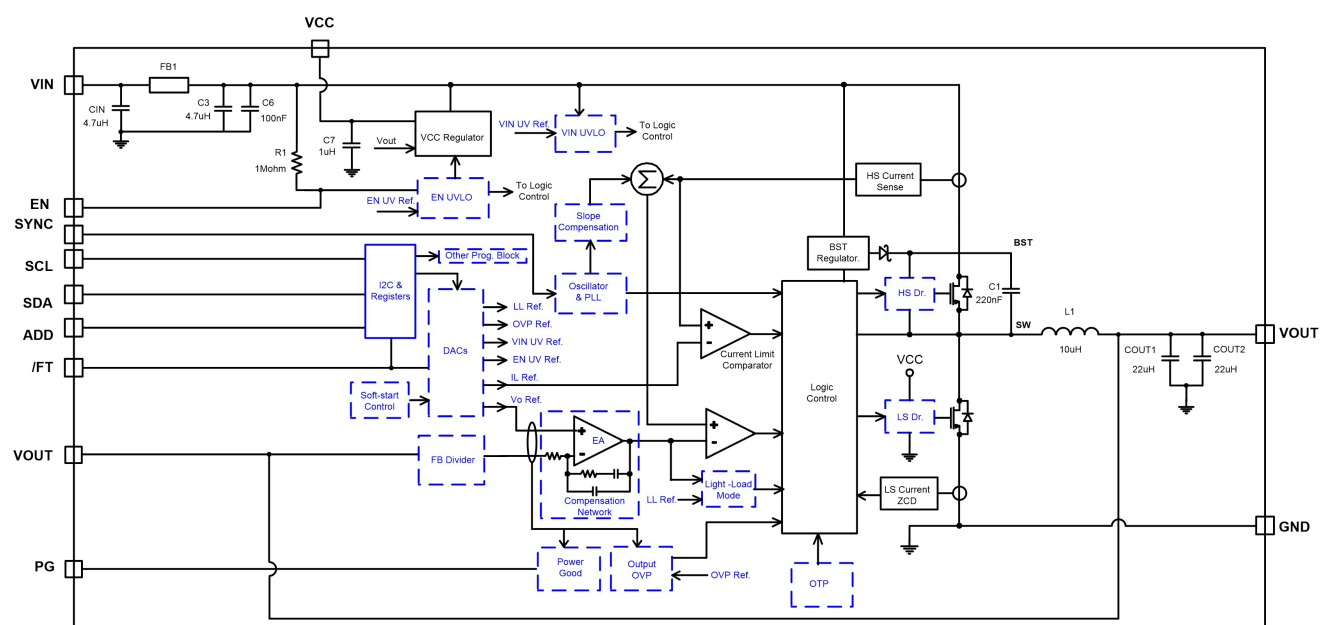 VCC
VIN
FB1
CIN
4.7uH
C3
4.7uH
C6
100nF
R1
1Mohm
C7
1uH
Vout
VCC Regulator
VIN UV Ref.
VIN UVLO
To Logic
Control
EN
EN UV Ref.
EN UVLO
To Logic
Control
Σ
HS Current
Sense
SYNC
Slope
Compensation
SCL
SDA
ADD
/FT
I2C &
Registers
Other Prog. Block
Oscillator
& PLL
BST
Regulator.
BST
HS Dr.
C1
220nF
SW
L1
10uH
VOUT
COUT1
22uH
COUT2
22uH
DACs
LL Ref.
OVP Ref.
VIN UV Ref.
EN UV Ref.
IL Ref.
Vo Ref.
+
-
Current Limit
Comparator
Logic
Control
VCC
LS Dr.
Soft-start
Control
VOUT
FB Divider
+
-
EA
Compensation
Network
+
-
LL Ref.
Light -Load
Mode
LS Current
ZCD
GND
PG
Power
Good
Output
OVP
OVP Ref.
OTP